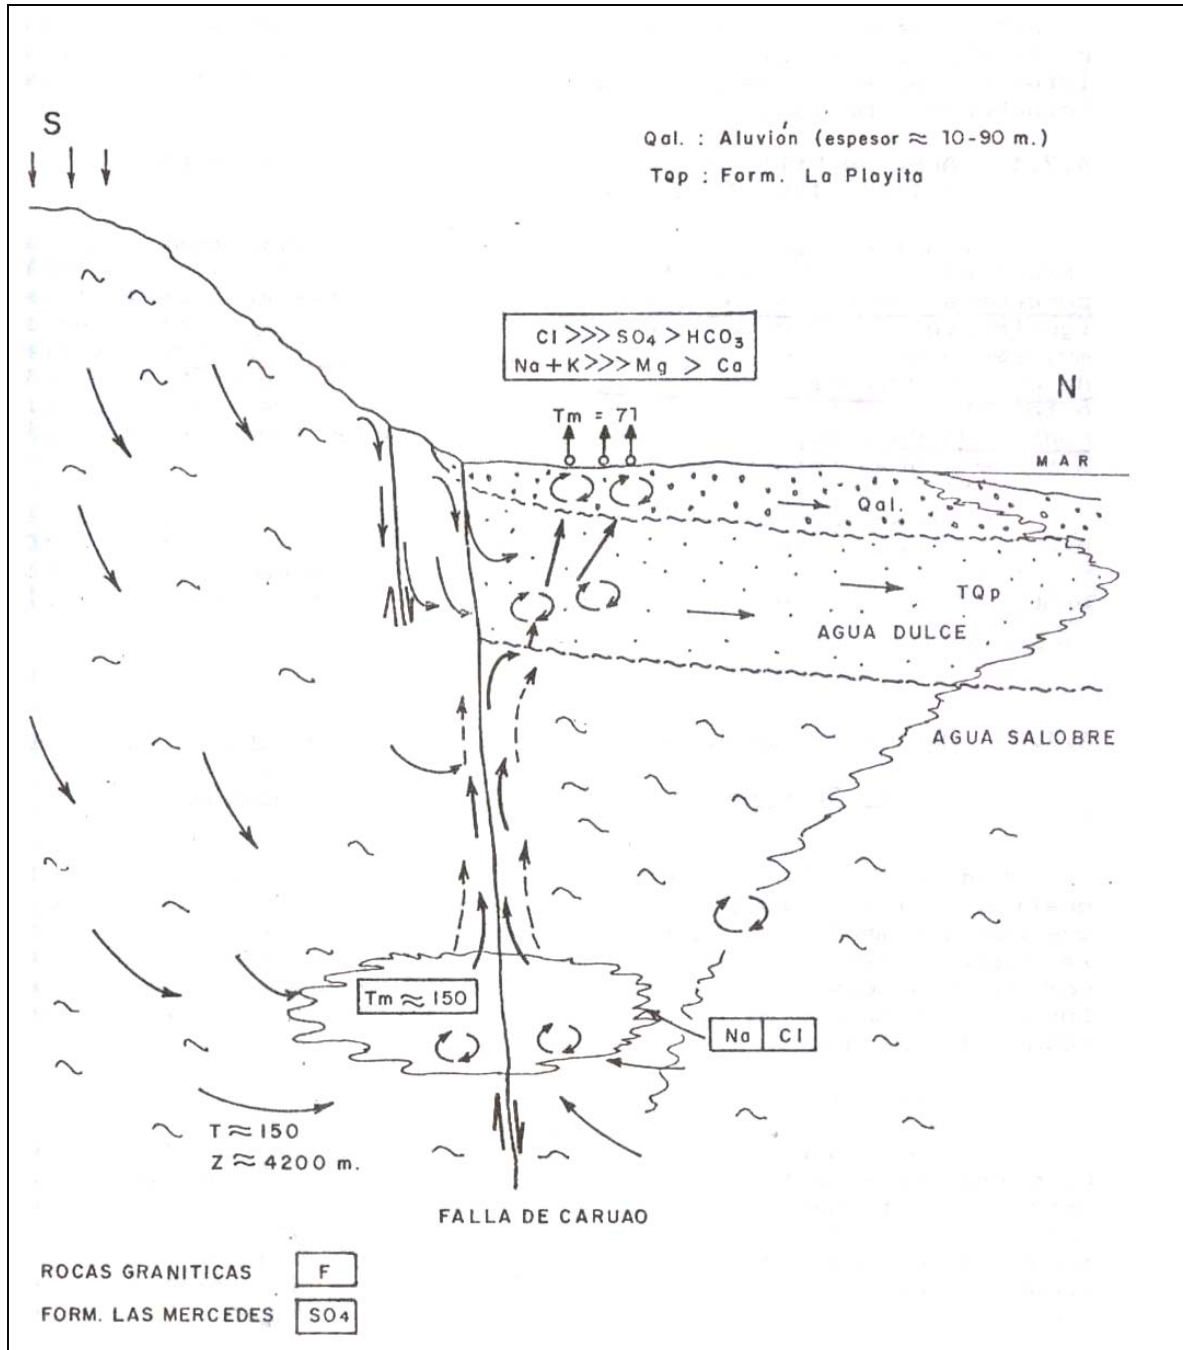 S
Qal. : Aluvión (espesor ≈ 10-90 m.)
TQp : Form. La Playita
Cl >>> SO4 > HCO3
Na + K >>> Mg > Ca
Tm = 71
N
MAR
Qal.
TQp
AGUA DULCE
AGUA SALOBRE
Tm ≈ 150
Na Cl
T ≈ 150
Z ≈ 4200 m.
FALLA DE CARUAO
ROCAS GRANITICAS F
FORM. LAS MERCEDES SO4